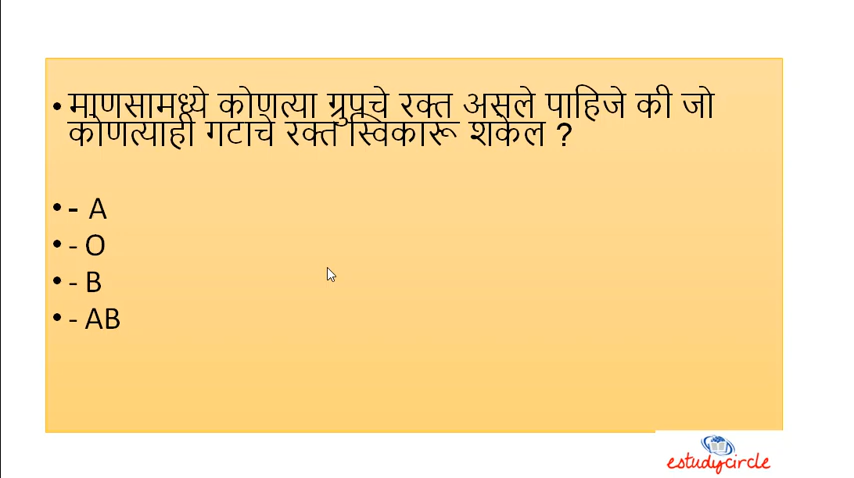 • माणसामध्ये कोणत्या ग्रुपचे रक्त असले पाहिजे की जो
कोणत्याही गटाचे रक्त स्विकारू शकेल ?
• - A
• - O
• - B
• - AB
estudycircle